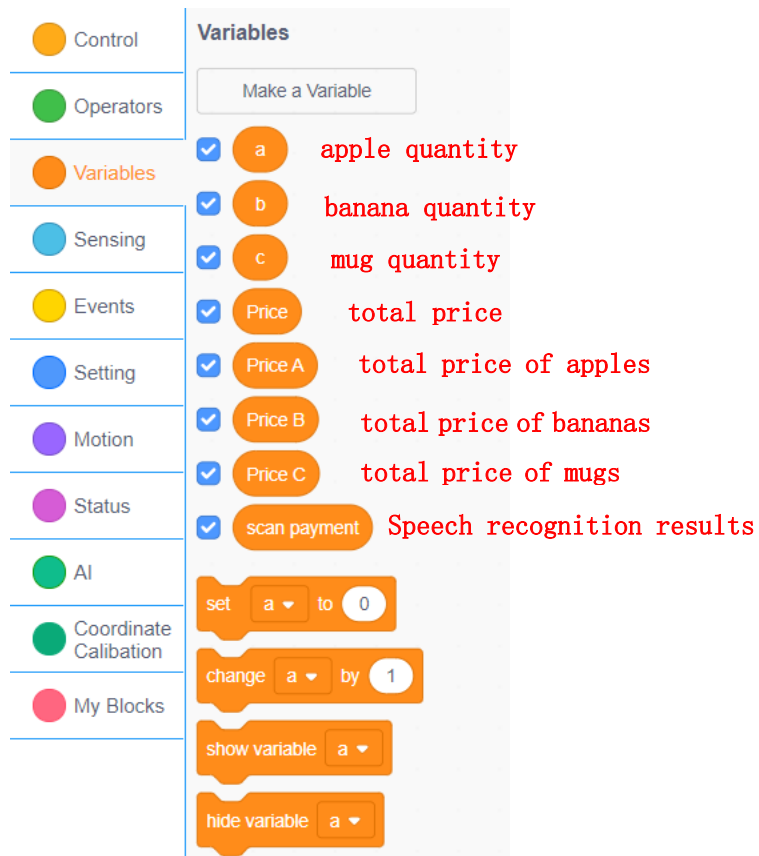 Control
Operators
Variables
Sensing
Events
Setting
Motion
Status
AI
Coordinate
Calibation
My Blocks
Variables
Make a Variable
a apple quantity
b banana quantity
c mug quantity
Price total price
Price A total price of apples
Price B total price of bananas
Price C total price of mugs
scan payment Speech recognition results
set a to 0
change a by 1
show variable a
hide variable a